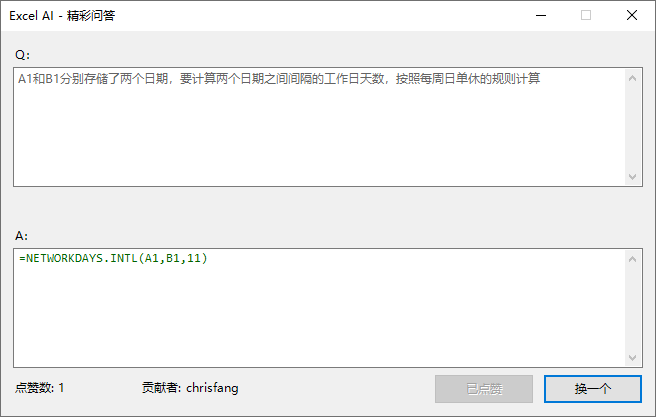 Excel AI - 精彩问答
Q:
A1和B1分别存储了两个日期，要计算两个日期之间间隔的工作日天数，按照每周日单休的规则计算
A:
=NETWORKDAYS.INTL(A1,B1,11)
点赞数: 1 贡献者: chrisfang 已点赞 换一个